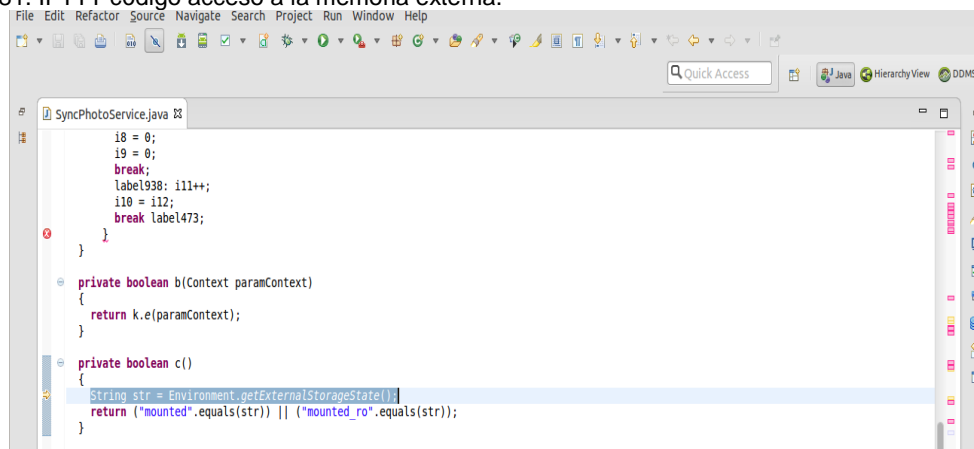 File Edit Refactor Source Navigate Search Project Run Window Help
Quick Access Java Hierarchy View DDMS
SyncPhotoService.java
i8 = 0;
i9 = 0;
break;
label938: i11++;
i10 = i12;
break label473;
}
}
private boolean b(Context paramContext)
{
return k.e(paramContext);
}
private boolean c()
{
String str = Environment.getExternalStorageState();
return ("mounted".equals(str)) || ("mounted_ro".equals(str));
}